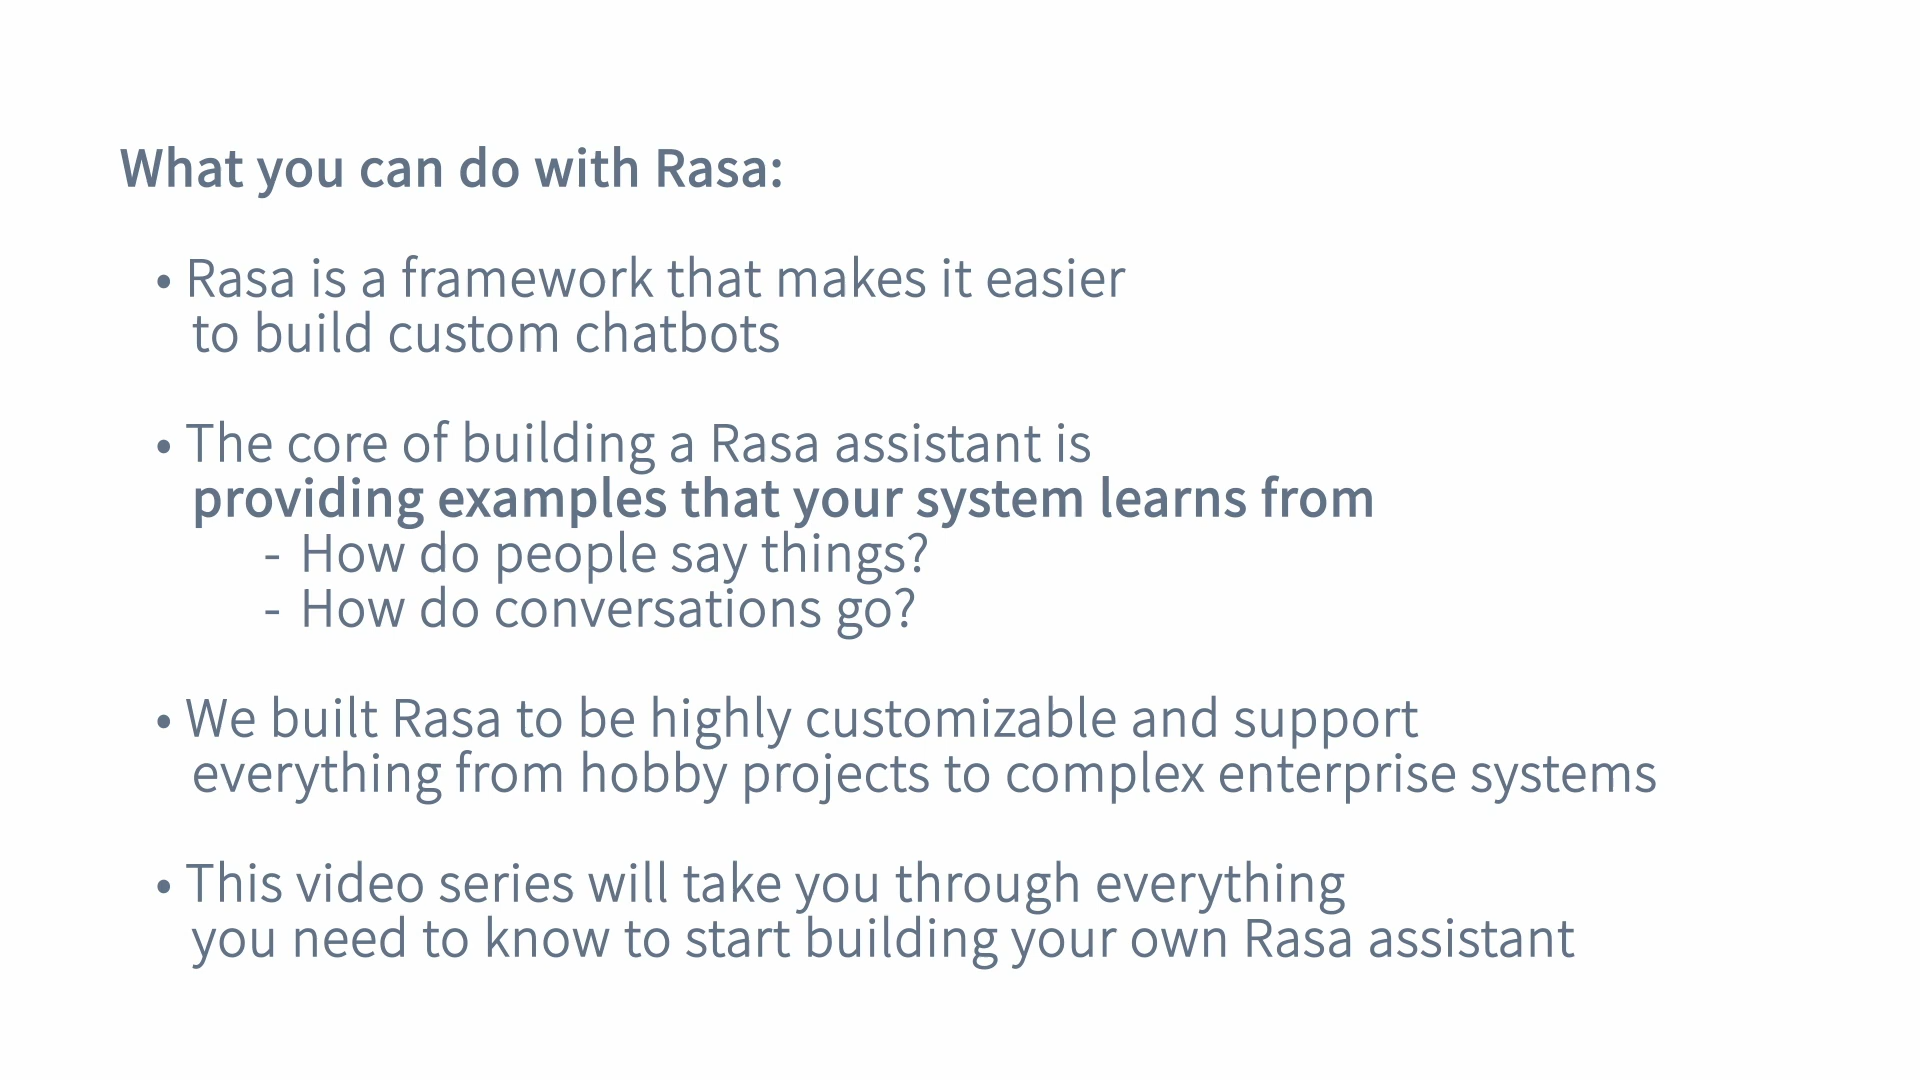 What you can do with Rasa:
• Rasa is a framework that makes it easier
to build custom chatbots
• The core of building a Rasa assistant is
providing examples that your system learns from
- How do people say things?
- How do conversations go?
• We built Rasa to be highly customizable and support
everything from hobby projects to complex enterprise systems
• This video series will take you through everything
you need to know to start building your own Rasa assistant